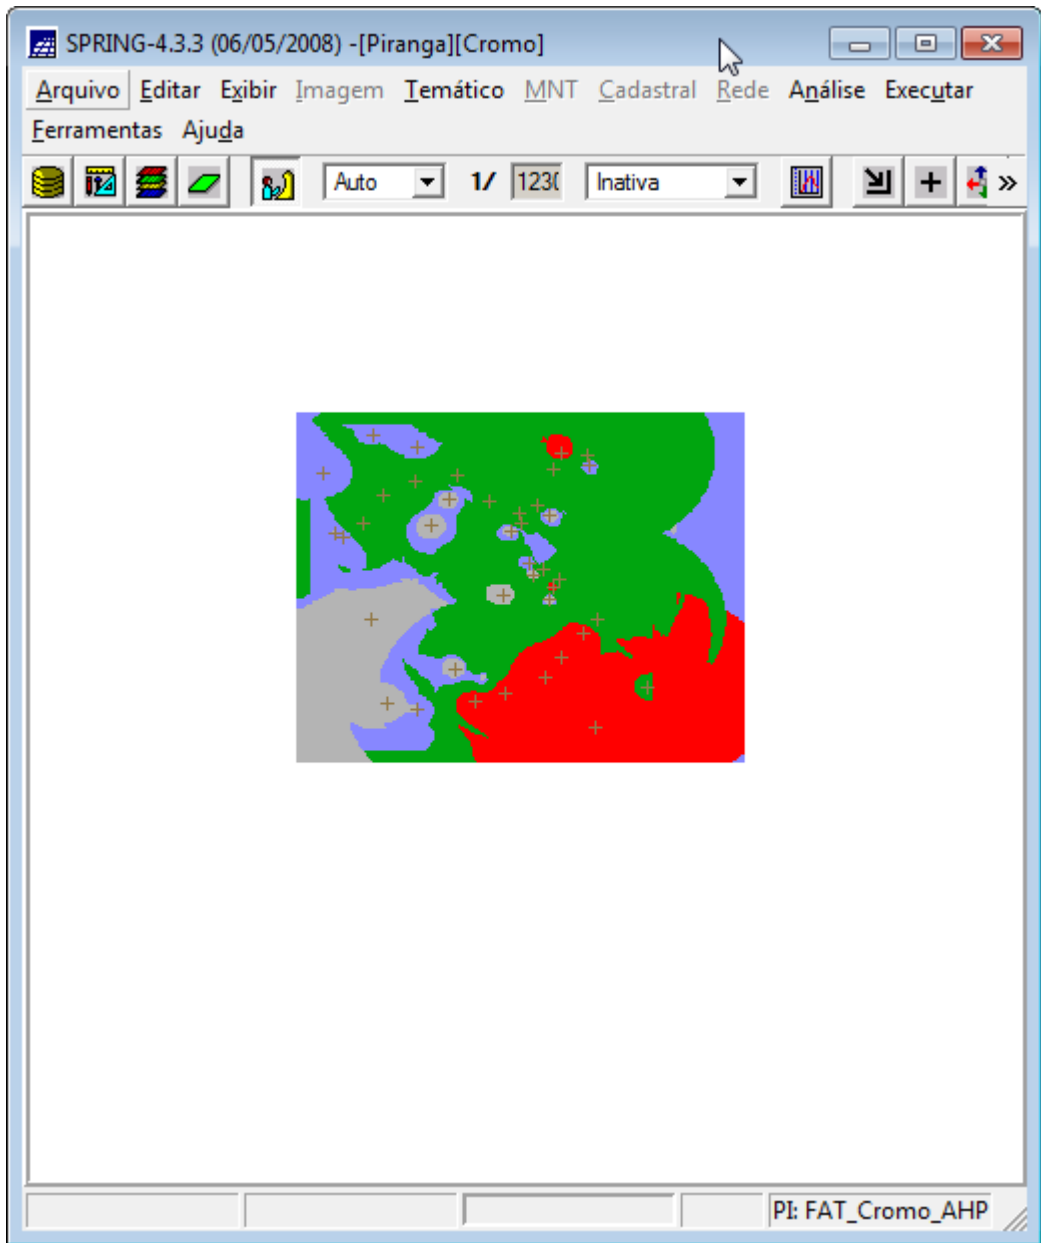 SPRING-4.3.3 (06/05/2008) -[Piranga][Cromo]
Arquivo Editar Exibir Imagem Temático MNT Cadastral Rede Análise Executar
Ferramentas Ajuda
Auto 1/ Inativa »
PI: FAT_Cromo_AHP